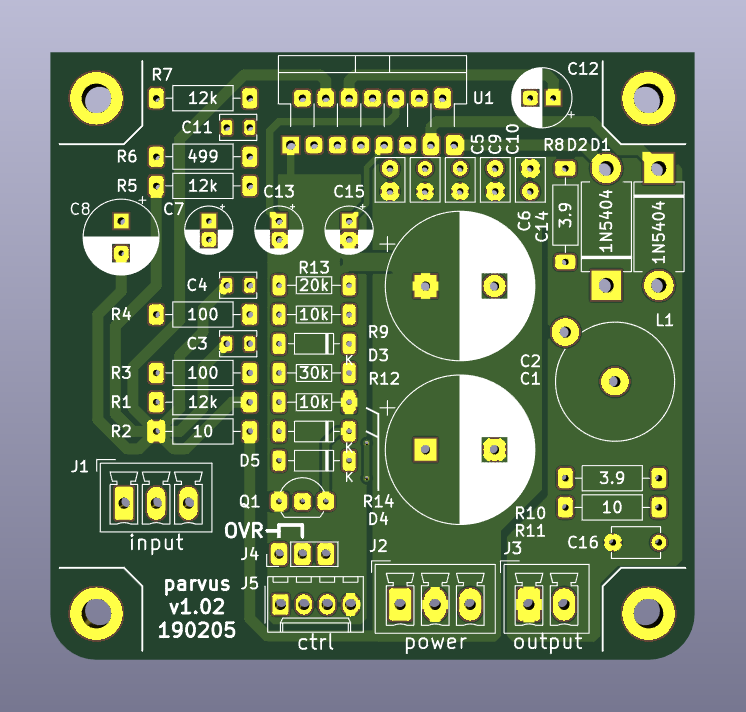 R7
12k
U1
C12
C11
R6
499
C5
C9
C10
R8
D2
D1
R5
12k
C8
C7
C13
C15
3.9
1N5404
1N5404
C6
C14
R13
C4
20k
R4
100
10k
R9
L1
C3
K
D3
R3
100
30k
R12
C2
C1
R1
12k
10k
R2
10
K
D5
K
J1
3.9
Q1
R14
10
D4
R10
R11
input
OVR
J4
J2
J3
C16
parvus
v1.02
190205
J5
ctrl
power
output